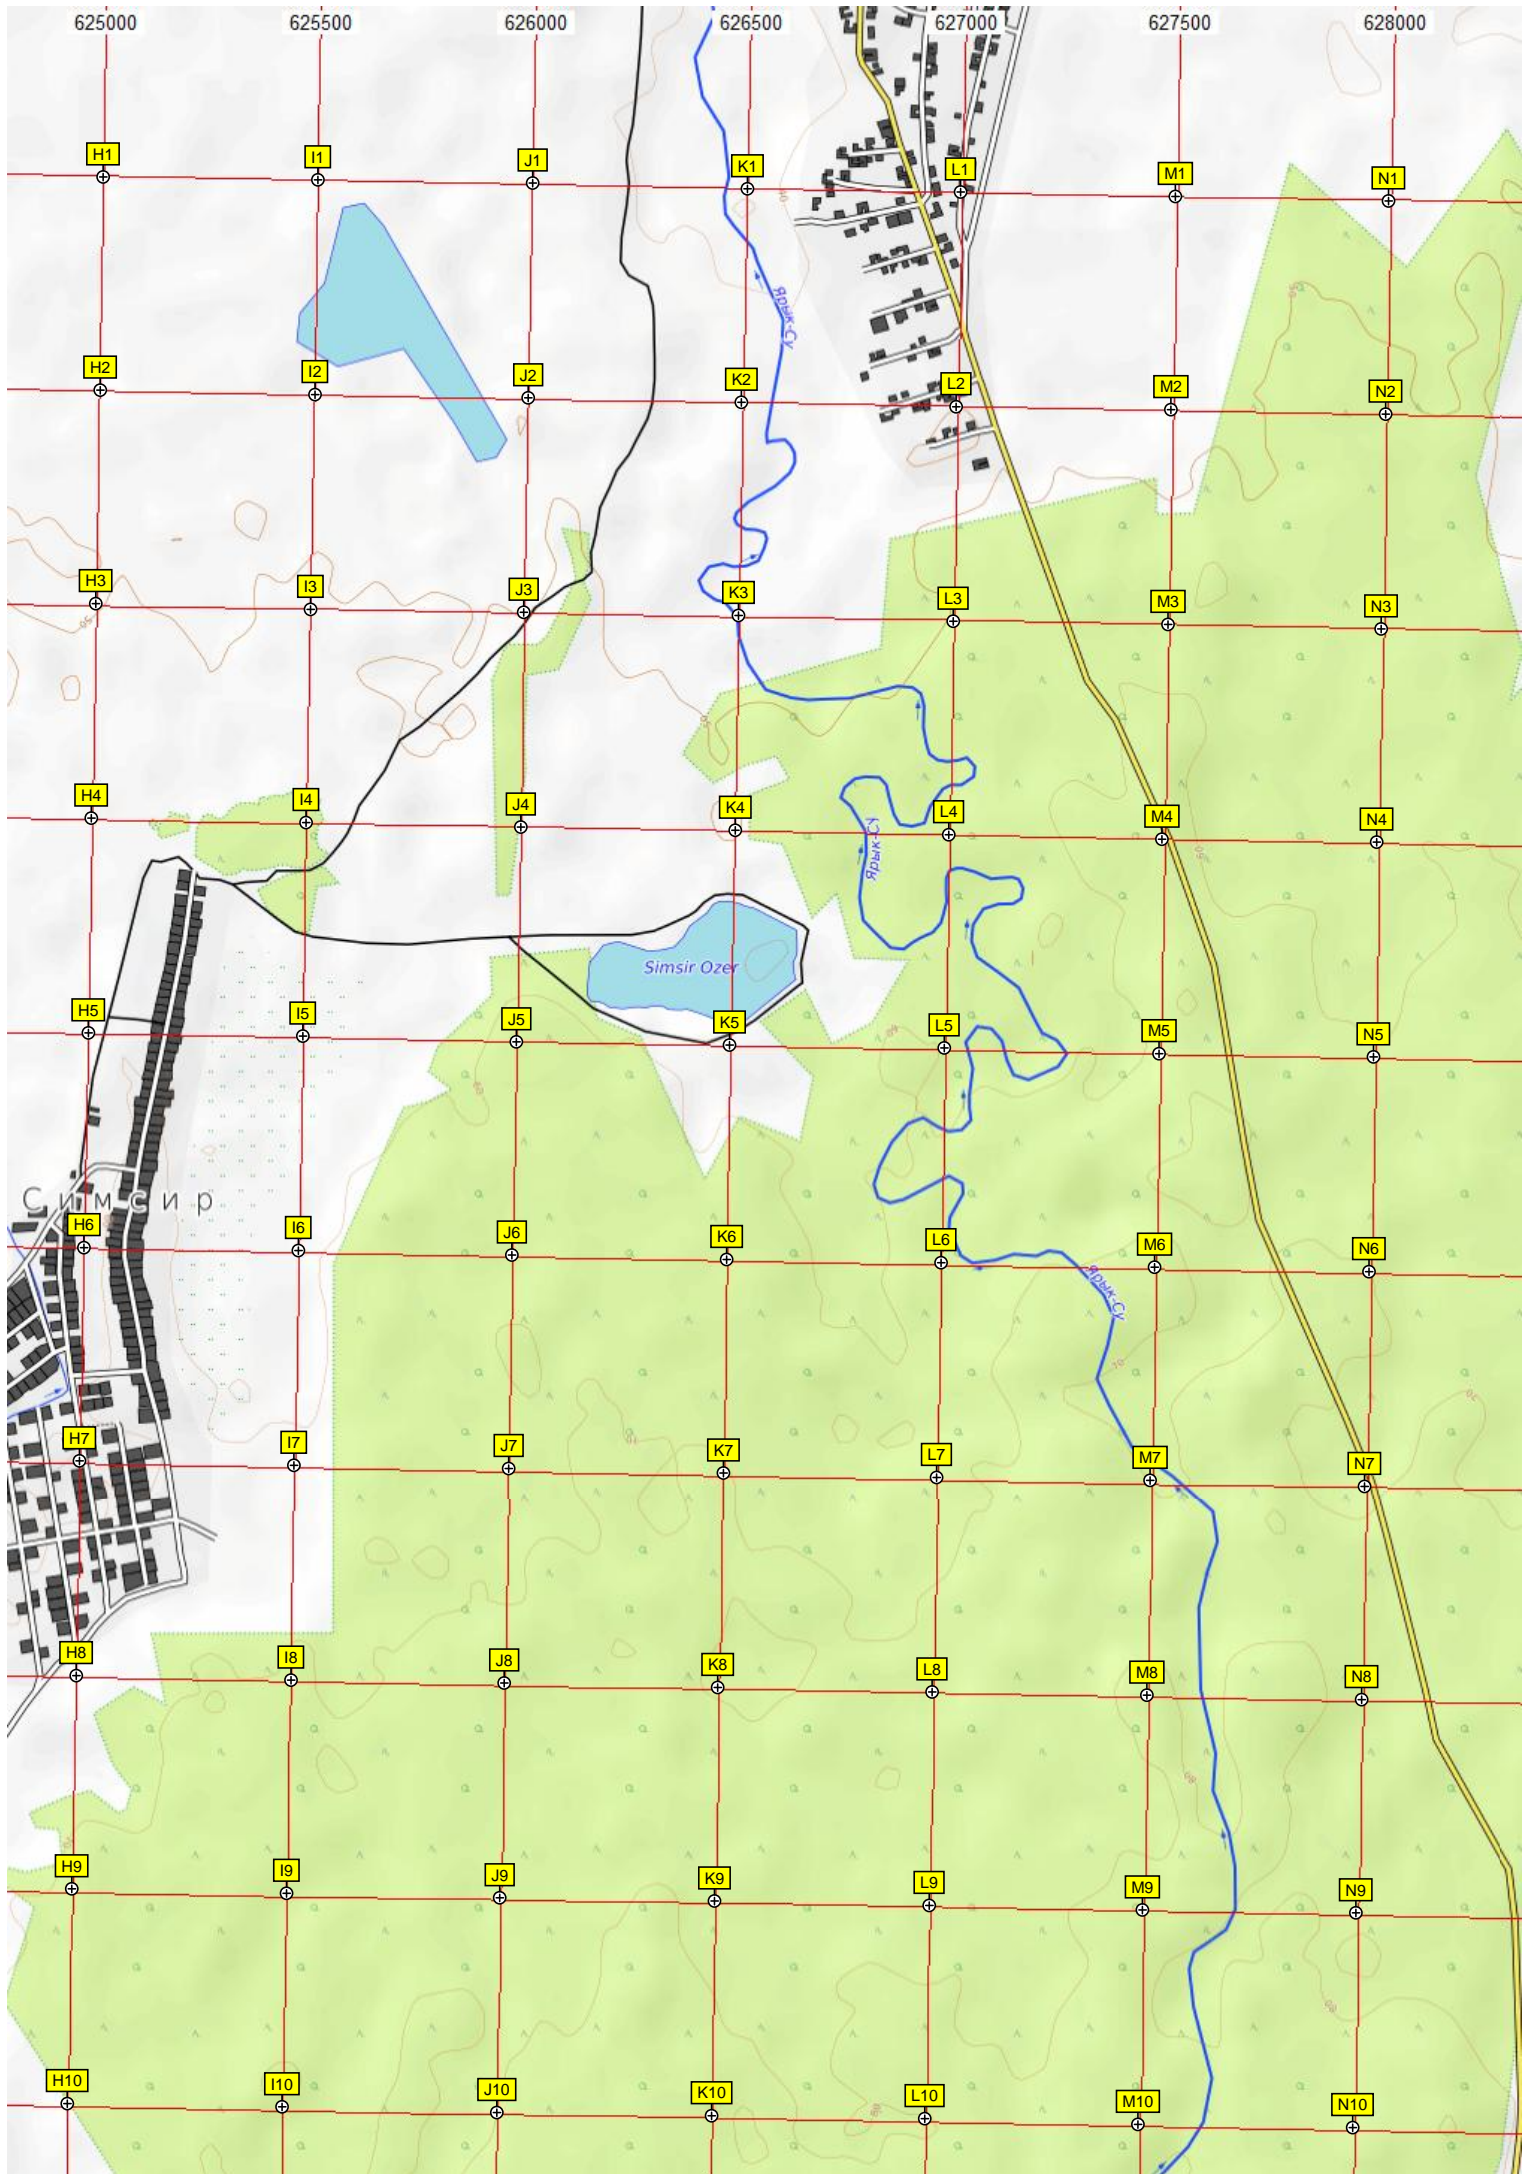 625000 625500 626000 626500 627000 627500 628000
H1 I1 J1 K1 L1 M1 N1
Ярык-Су
H2 I2 J2 K2 L2 M2 N2
H3 I3 J3 K3 L3 M3 N3
H4 I4 J4 K4 L4 M4 N4
Ярык-Су
Simsir Ozer
H5 I5 J5 K5 L5 M5 N5
Симсир
H6 I6 J6 K6 L6 M6 N6
Ярык-Су
H7 I7 J7 K7 L7 M7 N7
H8 I8 J8 K8 L8 M8 N8
H9 I9 J9 K9 L9 M9 N9
H10 I10 J10 K10 L10 M10 N10